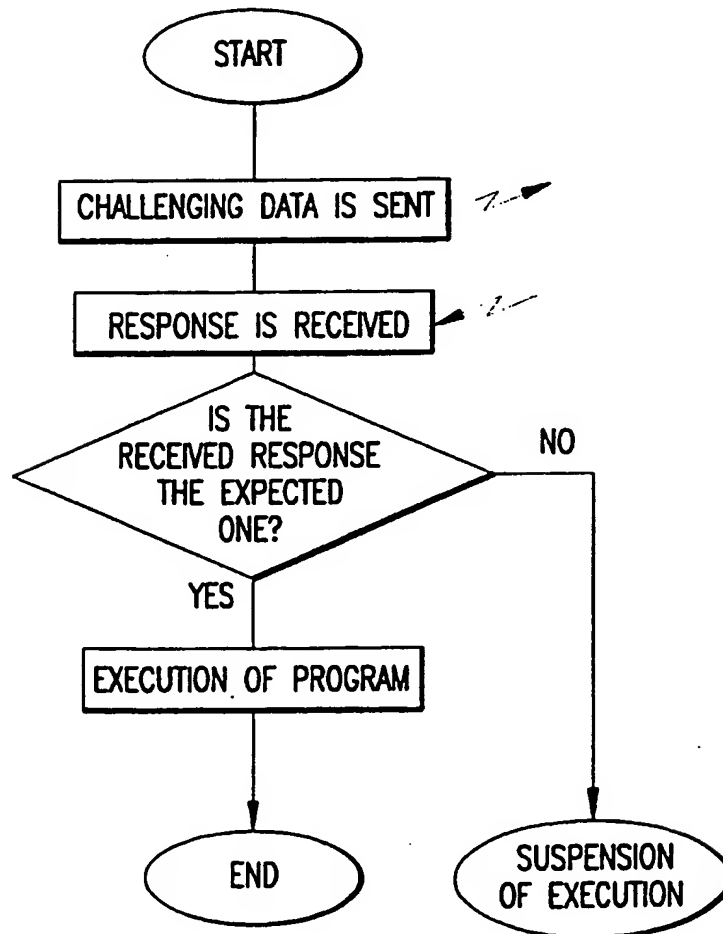 START
CHALLENGING DATA IS SENT
RESPONSE IS RECEIVED
IS THE
RECEIVED RESPONSE
THE EXPECTED
ONE?
NO
YES
EXECUTION OF PROGRAM
END
SUSPENSION
OF EXECUTION